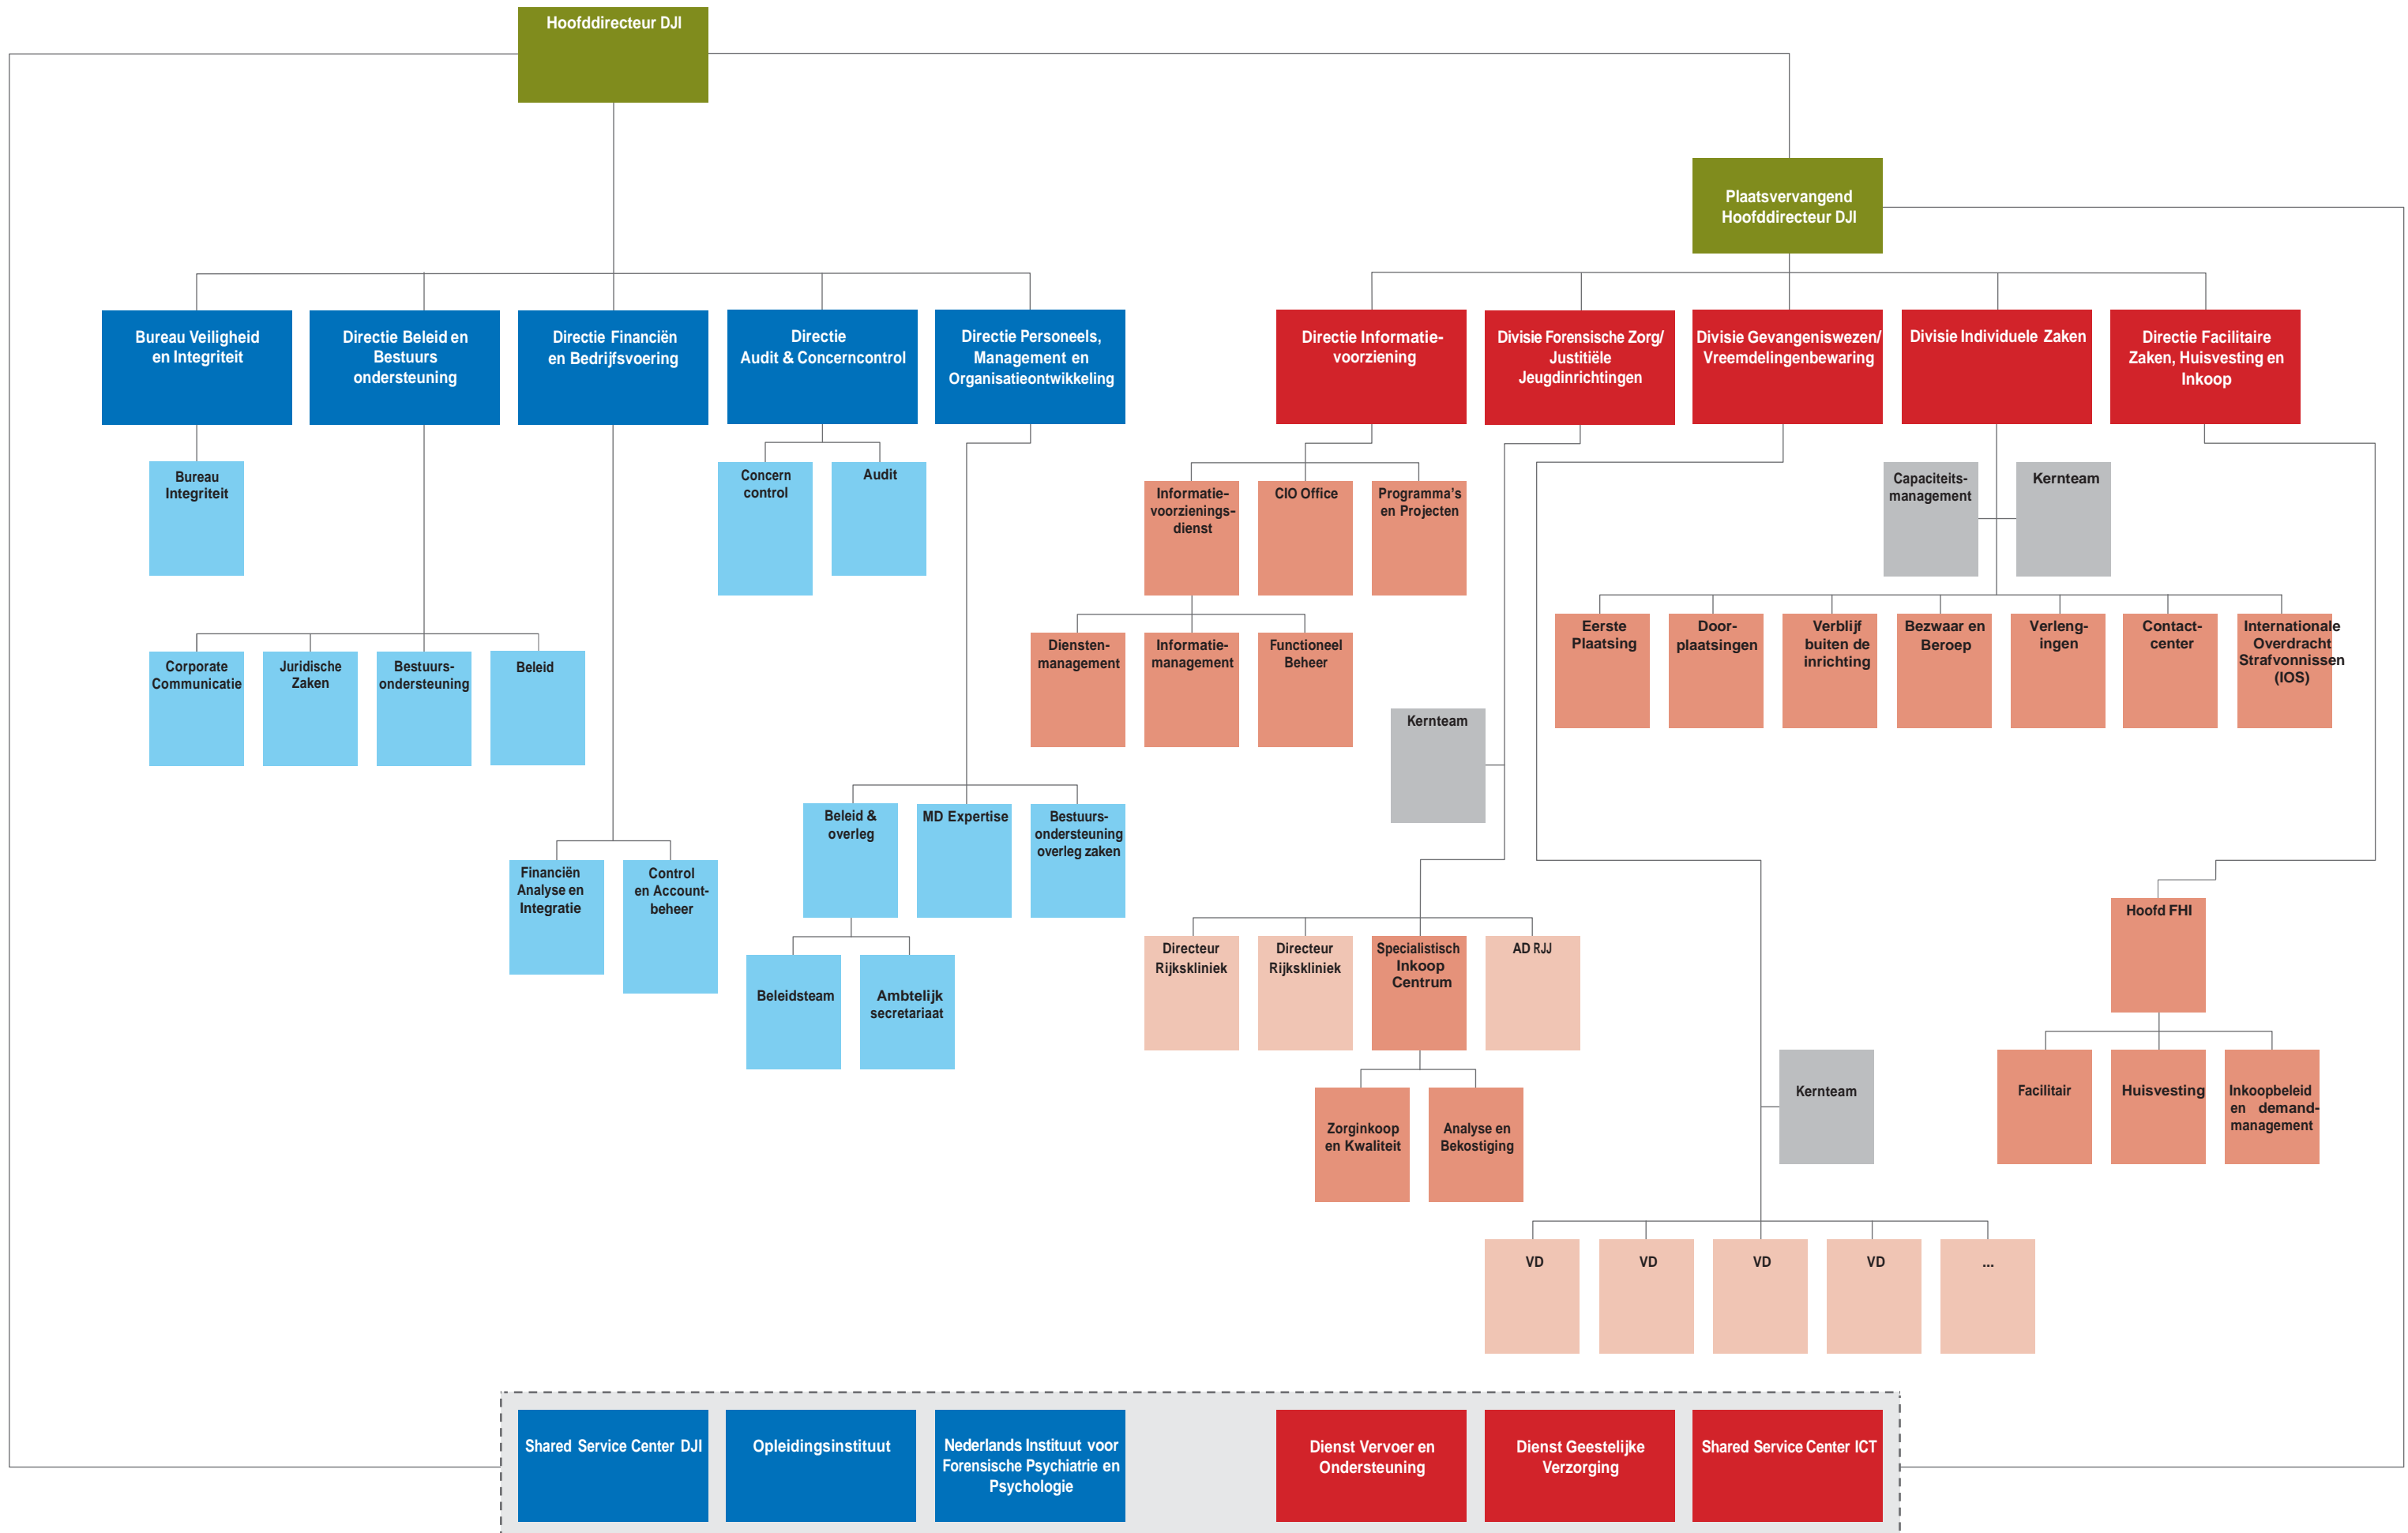 Hoofddirecteur DJI
Plaatsvervangend
Hoofddirecteur DJI
Bureau Veiligheid
en Integriteit
Directie Beleid en
Bestuurs
ondersteuning
Directie Financiën
en Bedrijfsvoering
Directie
Audit & Concerncontrol
Directie Personeels,
Management en
Organisatieontwikkeling
Directie Informatie-
voorziening
Divisie Forensische Zorg/
Justitiële
Jeugdinrichtingen
Divisie Gevangeniswezen/
Vreemdelingenbewaring
Divisie Individuele Zaken
Directie Facilitaire
Zaken, Huisvesting en
Inkoop
Bureau
Integriteit
Concern
control
Audit
Informatie-
voorzienings-
dienst
CIO Office
Programma's
en Projecten
Capaciteits-
management
Kernteam
Corporate
Communicatie
Juridische
Zaken
Bestuurs-
ondersteuning
Beleid
Diensten-
management
Informatie-
management
Functioneel
Beheer
Eerste
Plaatsing
Door-
plaatsingen
Verblijf
buiten de
inrichting
Bezwaar en
Beroep
Verleng-
ingen
Contact-
center
Internationale
Overdracht
Strafvonnissen
(IOS)
Kernteam
Beleid &
overleg
MD Expertise
Bestuurs-
ondersteuning
overleg zaken
Financiën
Analyse en
Integratie
Control
en Account-
beheer
Hoofd FHI
Directeur
Rijkskliniek
Directeur
Rijkskliniek
Specialistisch
Inkoop
Centrum
AD RJJ
Beleidsteam
Ambtelijk
secretariaat
Kernteam
Facilitair
Huisvesting
Inkoopbeleid
en demand-
management
Zorginkoop
en Kwaliteit
Analyse en
Bekostiging
VD
VD
VD
VD
...
Shared Service Center DJI
Opleidingsinstituut
Nederlands Instituut voor
Forensische Psychiatrie en
Psychologie
Dienst Vervoer en
Ondersteuning
Dienst Geestelijke
Verzorging
Shared Service Center ICT